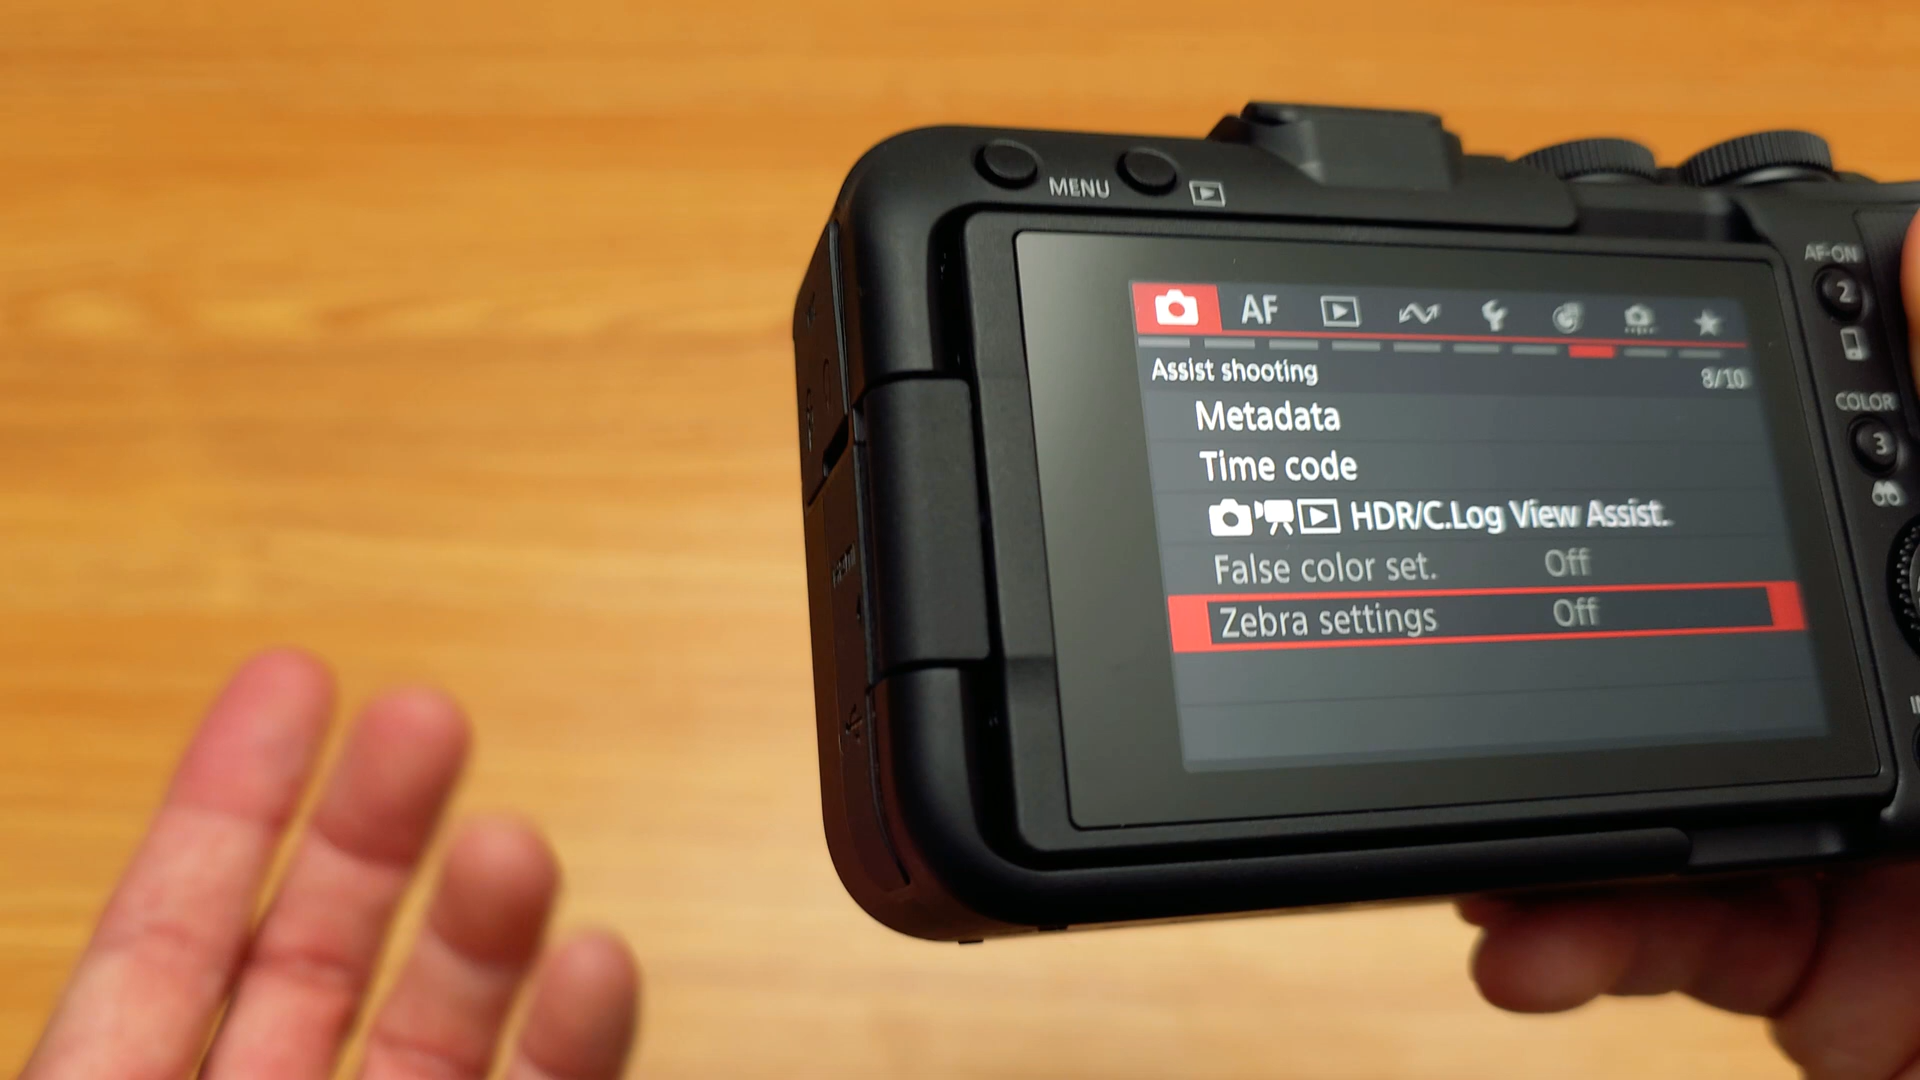 MENU
AF-ON
2
AF
Assist shooting
8/10
Metadata
COLOR
Time code
3
HDR/C.Log View Assist.
False color set. Off
Zebra settings Off